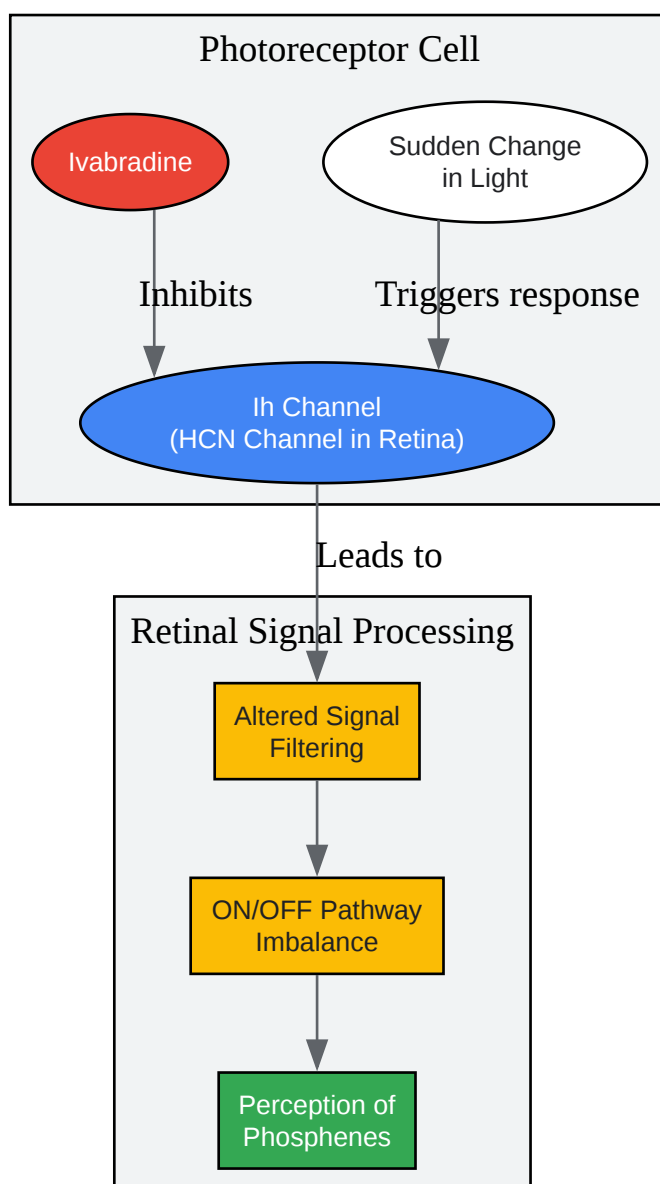 Photoreceptor Cell
Ivabradine
Sudden Change
in Light
Inhibits
Triggers response
Ih Channel
(HCN Channel in Retina)
Leads to
Retinal Signal Processing
Altered Signal
Filtering
ON/OFF Pathway
Imbalance
Perception of
Phosphenes